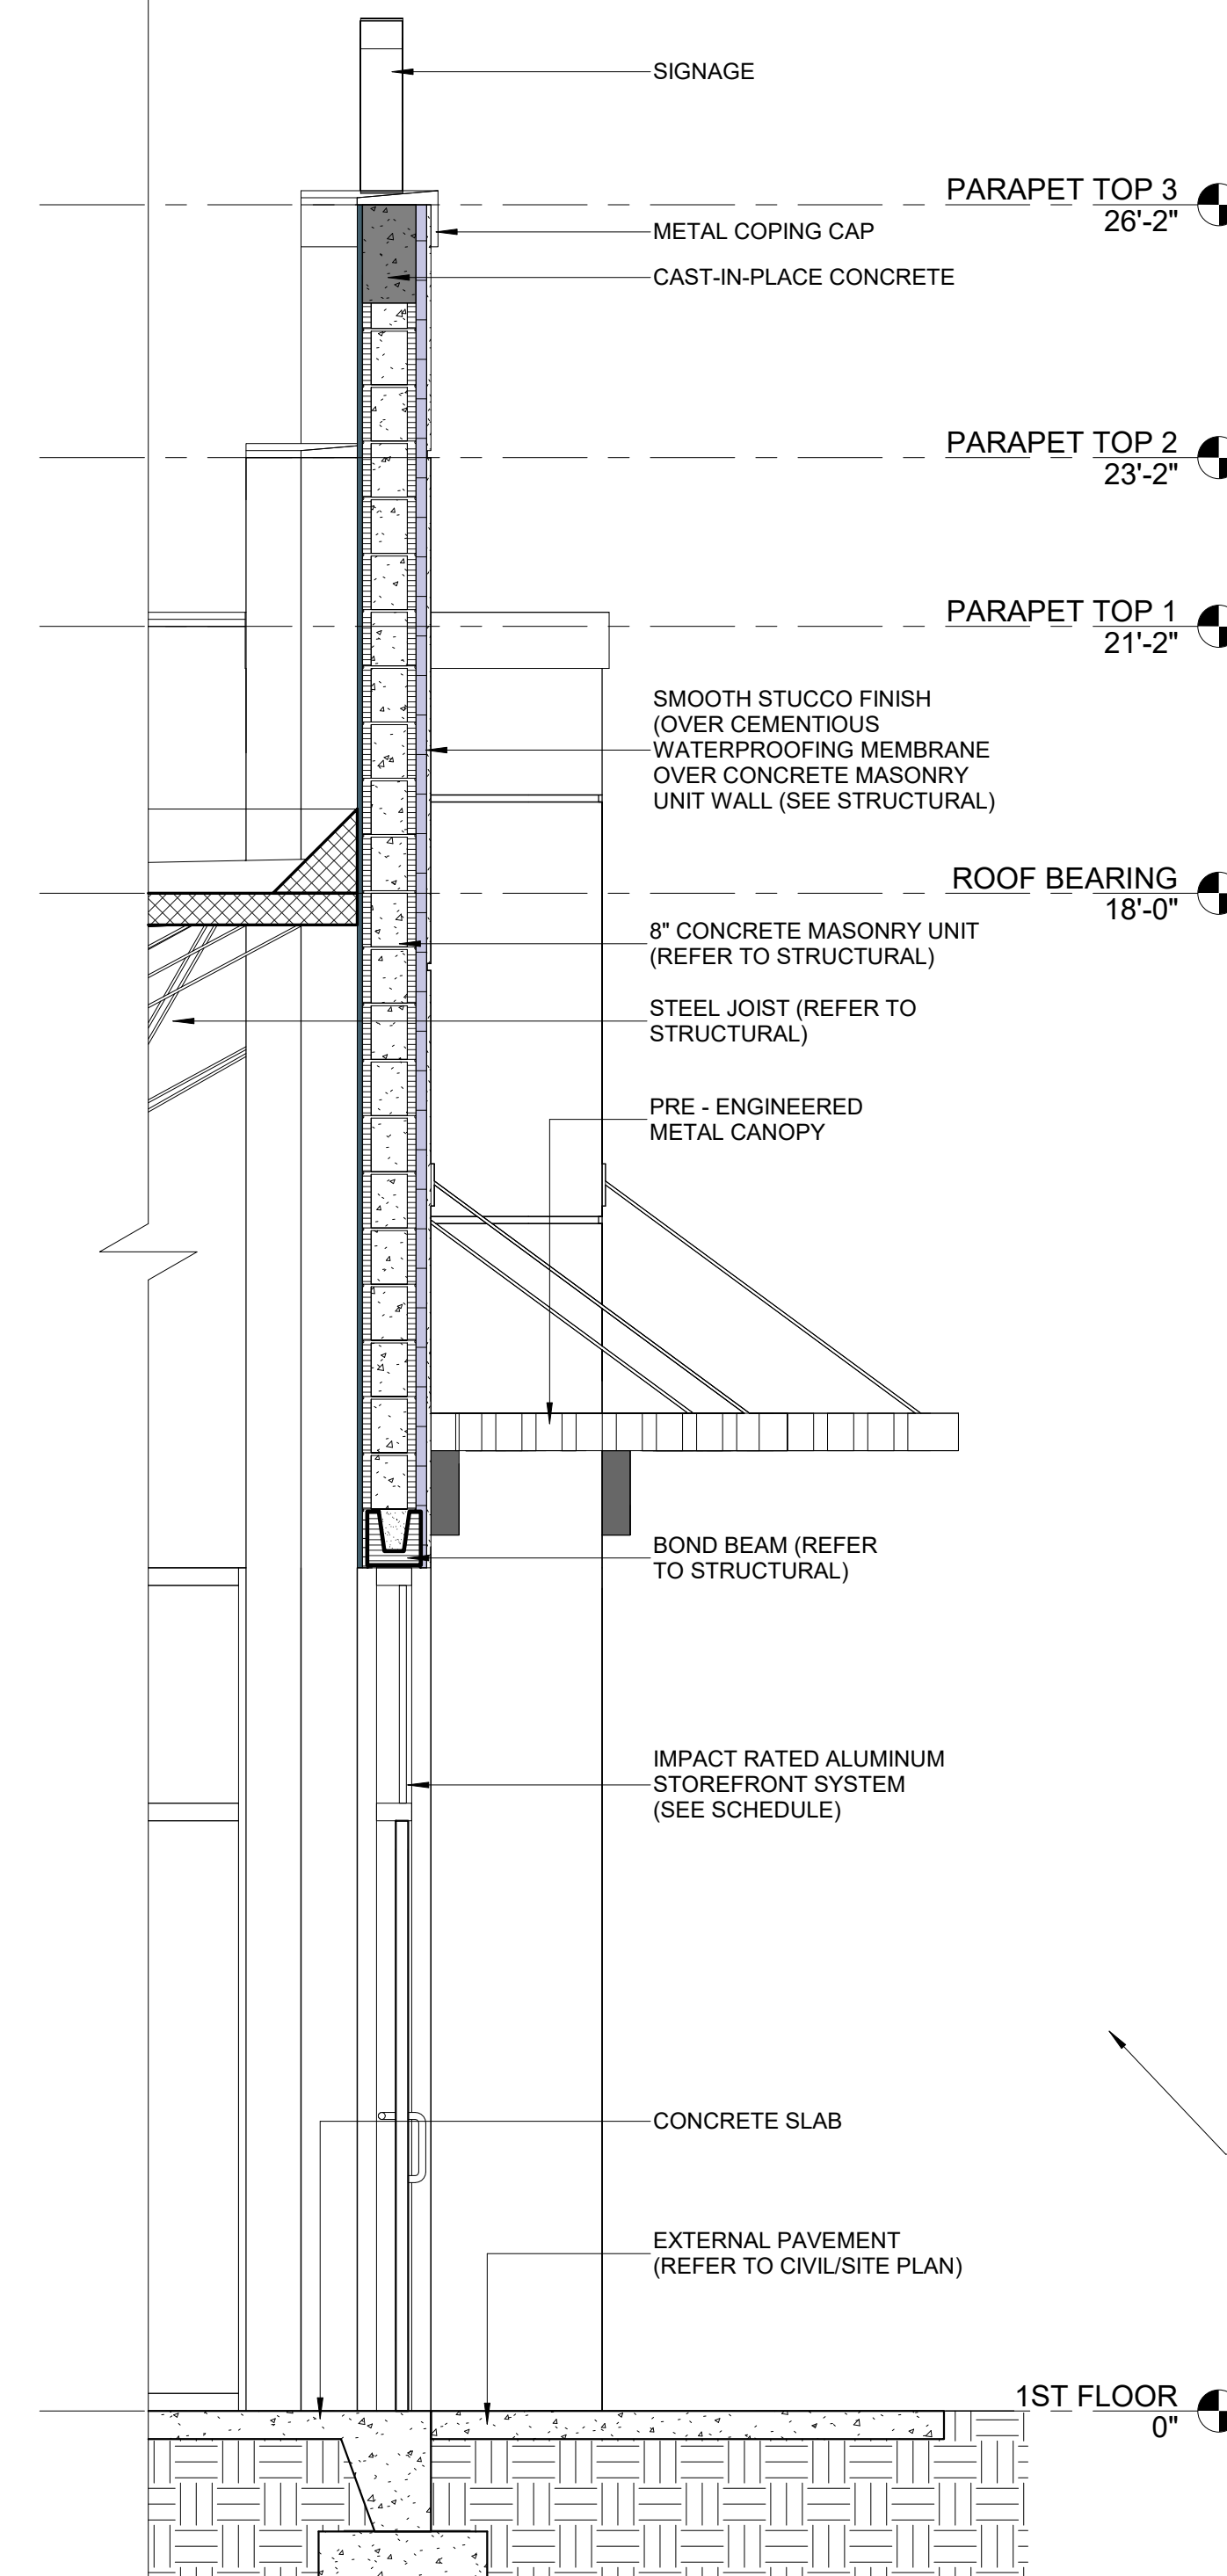 SIGNAGE
PARAPET TOP 3
26'-2"
METAL COPING CAP
CAST-IN-PLACE CONCRETE
PARAPET TOP 2
23'-2"
PARAPET TOP 1
21'-2"
SMOOTH STUCCO FINISH
(OVER CEMENTIOUS
WATERPROOFING MEMBRANE
OVER CONCRETE MASONRY
UNIT WALL (SEE STRUCTURAL)
ROOF BEARING
18'-0"
8" CONCRETE MASONRY UNIT
(REFER TO STRUCTURAL)
STEEL JOIST (REFER TO
STRUCTURAL)
PRE - ENGINEERED
METAL CANOPY
BOND BEAM (REFER
TO STRUCTURAL)
IMPACT RATED ALUMINUM
STOREFRONT SYSTEM
(SEE SCHEDULE)
CONCRETE SLAB
EXTERNAL PAVEMENT
(REFER TO CIVIL/SITE PLAN)
1ST FLOOR
0"